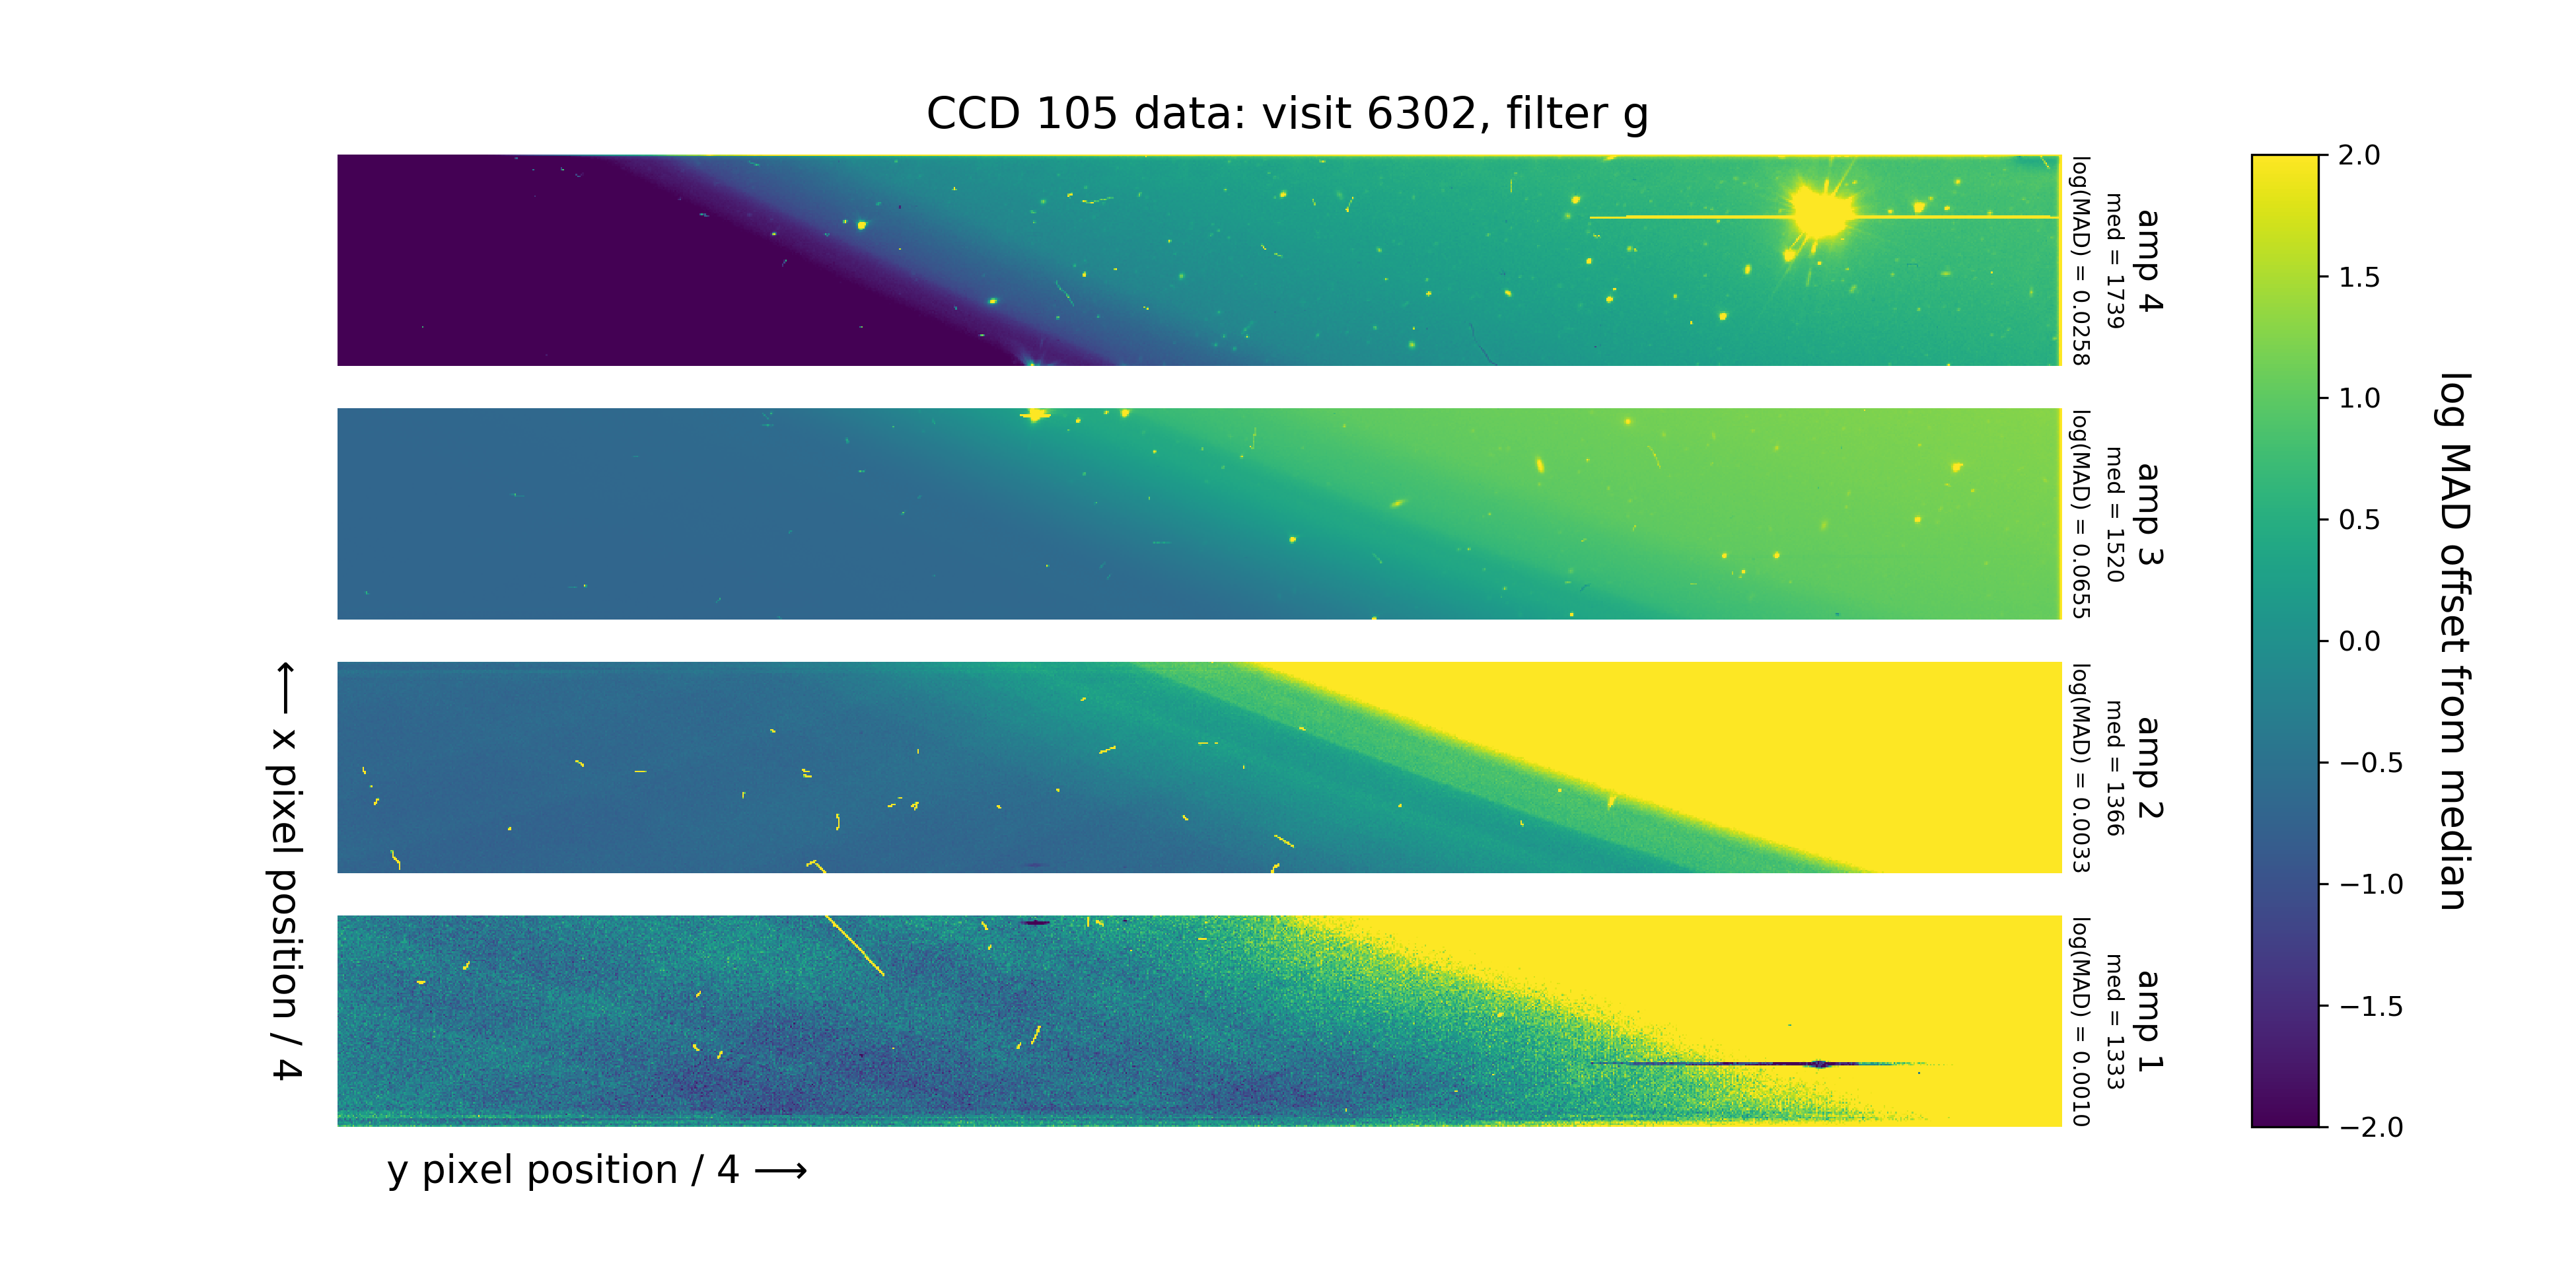 CCD 105 data: visit 6302, filter g
amp 4
med = 1739
log(MAD) = 0.0258
amp 3
med = 1520
log(MAD) = 0.0655
amp 2
med = 1366
log(MAD) = 0.0033
amp 1
med = 1333
log(MAD) = 0.0010
⟵ x pixel position / 4
y pixel position / 4 ⟶
2.0
1.5
1.0
0.5
0.0
−0.5
−1.0
−1.5
−2.0
log MAD offset from median